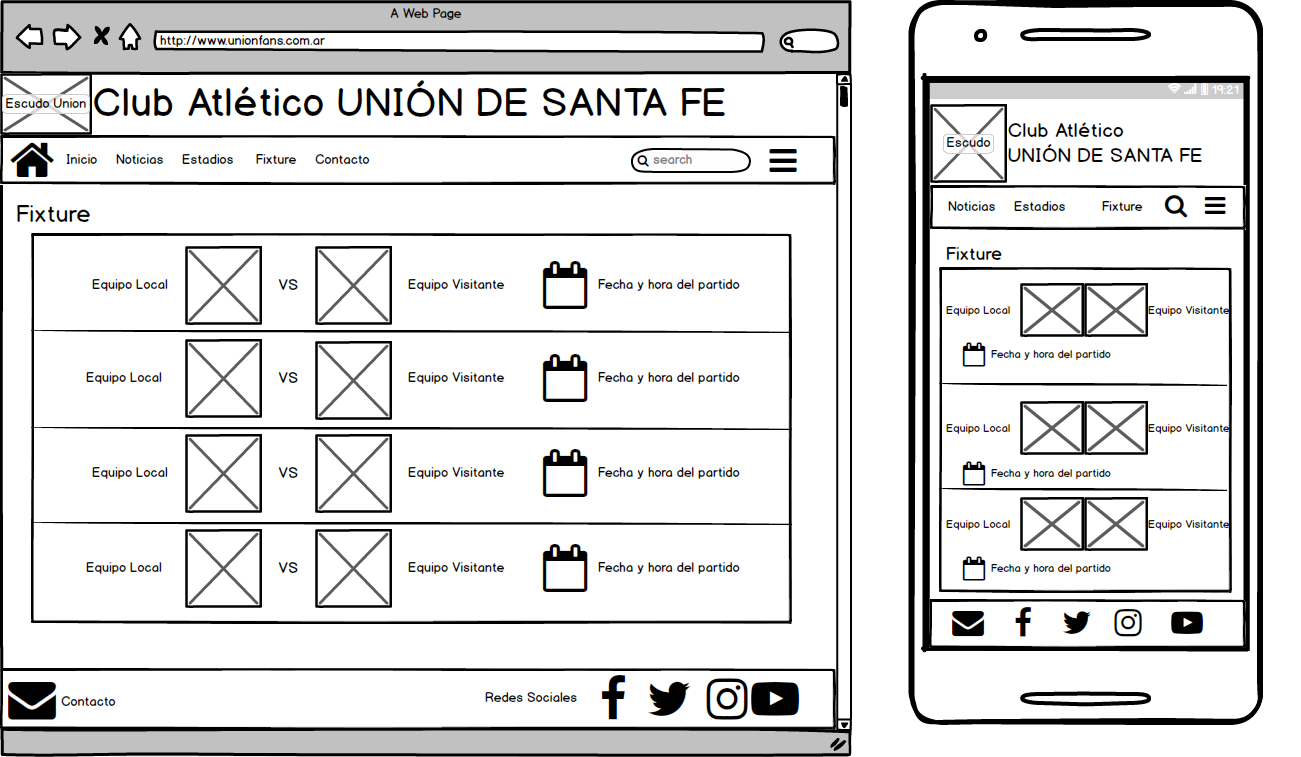 A Web Page
http://www.unionfans.com.ar
Escudo Union
Club Atlético UNIÓN DE SANTA FE
Inicio Noticias Estadios Fixture Contacto search
Fixture
Equipo Local VS Equipo Visitante Fecha y hora del partido
Equipo Local VS Equipo Visitante Fecha y hora del partido
Equipo Local VS Equipo Visitante Fecha y hora del partido
Equipo Local VS Equipo Visitante Fecha y hora del partido
Contacto Redes Sociales
19:21
Escudo
Club Atlético
UNIÓN DE SANTA FE
Noticias Estadios Fixture
Fixture
Equipo Local Equipo Visitante
Fecha y hora del partido
Equipo Local Equipo Visitante
Fecha y hora del partido
Equipo Local Equipo Visitante
Fecha y hora del partido